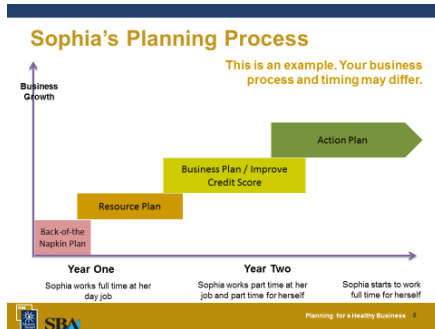 Sophia's Planning Process
This is an example. Your business
process and timing may differ.
Business
Growth
Action Plan
Business Plan / Improve
Credit Score
Resource Plan
Back-of-the
Napkin Plan
Year One
Year Two
Sophia works full time at her
day job
Sophia works part time at her
job and part time for herself
Sophia starts to work
full time for herself
SBA
Planning for a Healthy Business